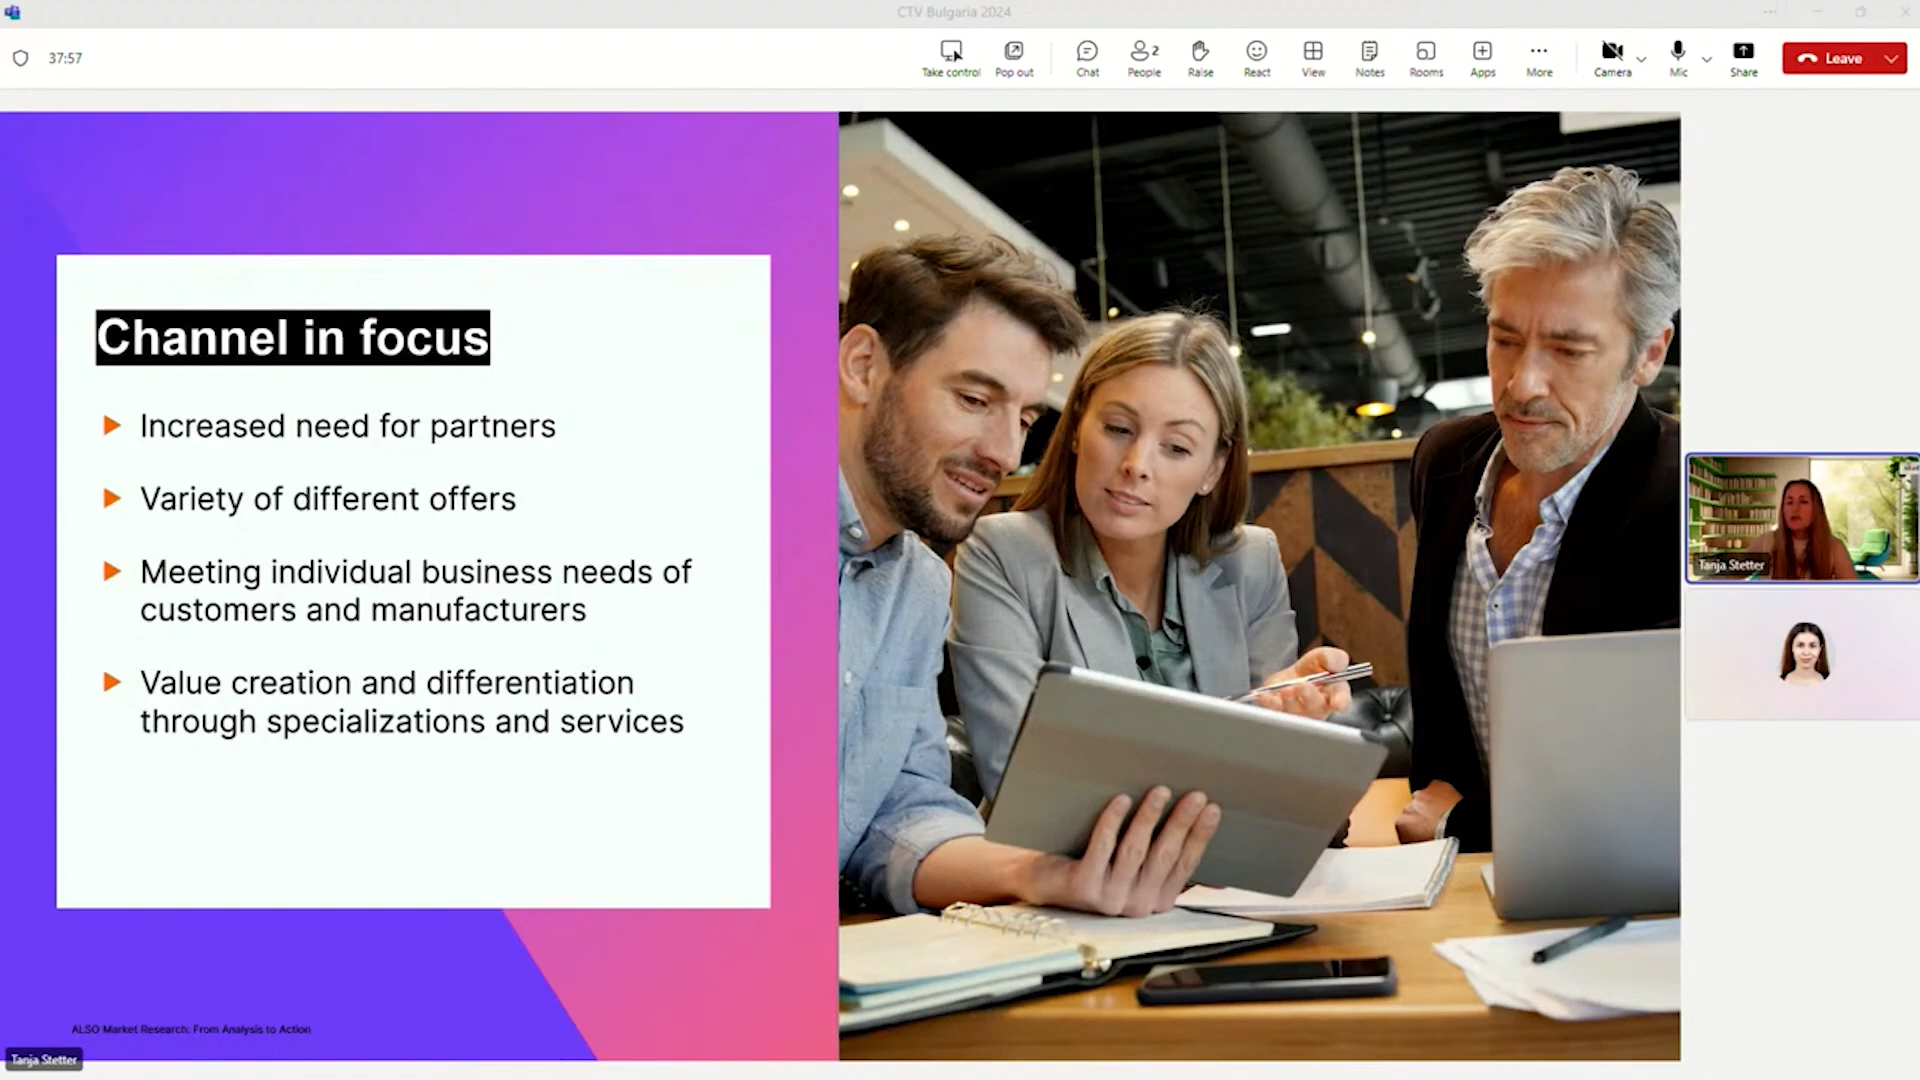 CTV Bulgaria 2024
37:57
Take control
Pop out
Chat
2
People
Raise
React
View
Notes
Rooms
Apps
More
Camera
Mic
Share
Leave
Channel in focus
Increased need for partners
Variety of different offers
Meeting individual business needs of
customers and manufacturers
Value creation and differentiation
through specializations and services
ALSO Market Research: From Analysis to Action
Tanja Stetter
Tanja Stetter